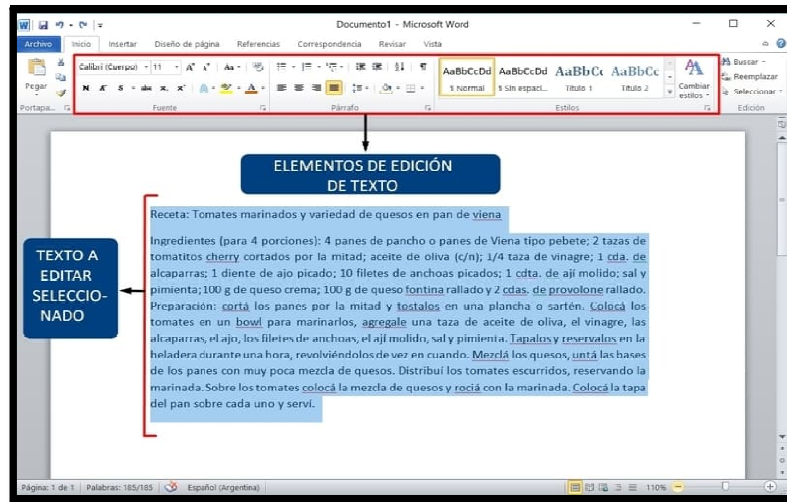 Documento1 - Microsoft Word
Archivo Inicio Insertar Diseño de página Referencias Correspondencia Revisar Vista
Calibri (Cuerpo) 11 Aa
Buscar
Reemplazar
Seleccionar
Pegar
N K S abc x, x² A
AaBbCcDd AaBbCcDd AaBbCc AaBbCc
¶ Normal ¶ Sin espaci... Título 1 Título 2
Cambiar estilos
Portapa... Fuente Párrafo Estilos Edición
ELEMENTOS DE EDICIÓN
DE TEXTO
TEXTO A
EDITAR
SELECCIO-
NADO
Receta: Tomates marinados y variedad de quesos en pan de viena
Ingredientes (para 4 porciones): 4 panes de pancho o panes de Viena tipo pebete; 2 tazas de
tomatitos cherry cortados por la mitad; aceite de oliva (c/n); 1/4 taza de vinagre; 1 cda. de
alcaparras; 1 diente de ajo picado; 10 filetes de anchoas picados; 1 cdta. de ají molido; sal y
pimienta; 100 g de queso crema; 100 g de queso fontina rallado y 2 cdas. de provolone rallado.
Preparación: cortá los panes por la mitad y tostalos en una plancha o sartén. Colocá los
tomates en un bowl para marinarlos, agregale una taza de aceite de oliva, el vinagre, las
alcaparras, el ajo, los filetes de anchoas, el ají molido, sal y pimienta. Tapalos y reservalos en la
heladera durante una hora, revolviéndolos de vez en cuando. Mezclá los quesos, untá las bases
de los panes con muy poca mezcla de quesos. Distribuí los tomates escurridos, reservando la
marinada. Sobre los tomates colocá la mezcla de quesos y rociá con la marinada. Colocá la tapa
del pan sobre cada uno y serví.
Página: 1 de 1 Palabras: 185/185 Español (Argentina) 110%